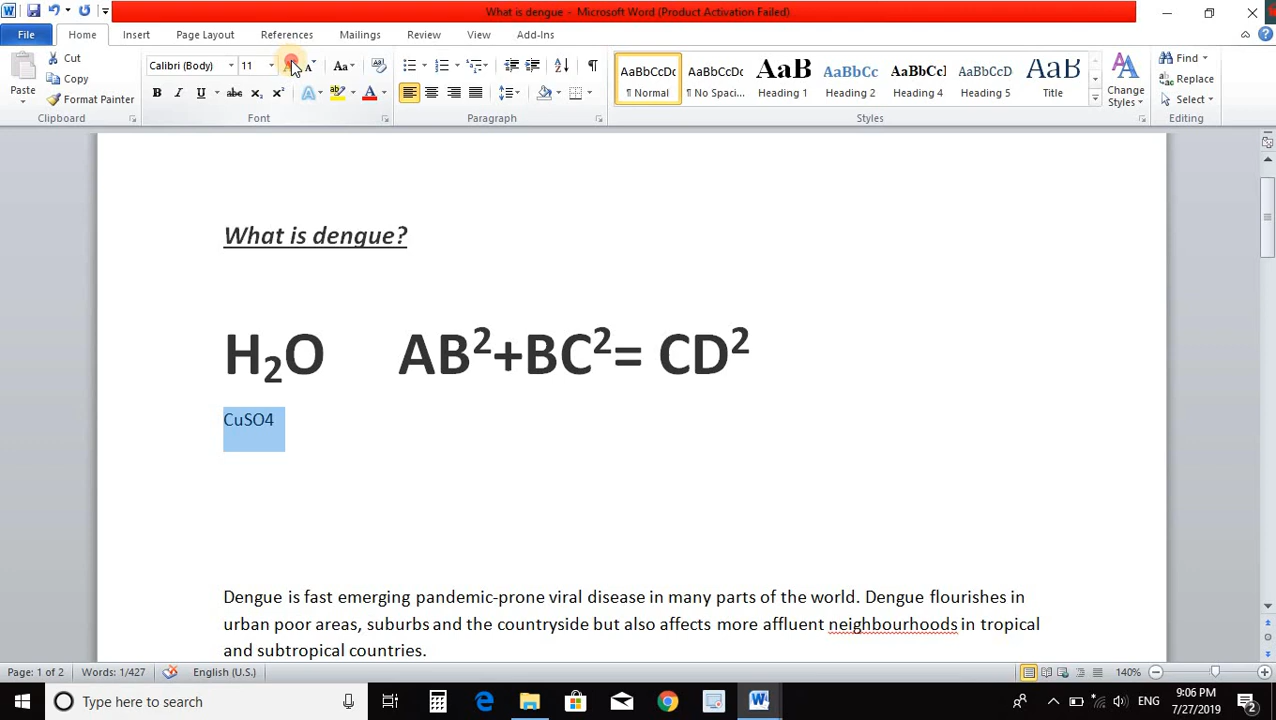 What is dengue - Microsoft Word (Product Activation Failed)
File Home Insert Page Layout References Mailings Review View Add-Ins
Paste Cut Copy Format Painter
Clipboard
Calibri (Body) 11 Aa
B I U abc X₂ X² A A
Font
Paragraph
AaBbCcDc AaBbCcDc AaB AaBbCc AaBbCc AaBbCcDc AaB
¶ Normal ¶ No Spaci... Heading 1 Heading 2 Heading 4 Heading 5 Title
Change Styles
Styles
Find Replace Select
Editing
What is dengue?
H₂O AB²+BC²= CD²
CuSO4
Dengue is fast emerging pandemic-prone viral disease in many parts of the world. Dengue flourishes in
urban poor areas, suburbs and the countryside but also affects more affluent neighbourhoods in tropical
and subtropical countries.
Page: 1 of 2 Words: 1/427 English (U.S.) 140%
Type here to search ENG 9:06 PM
7/27/2019 2